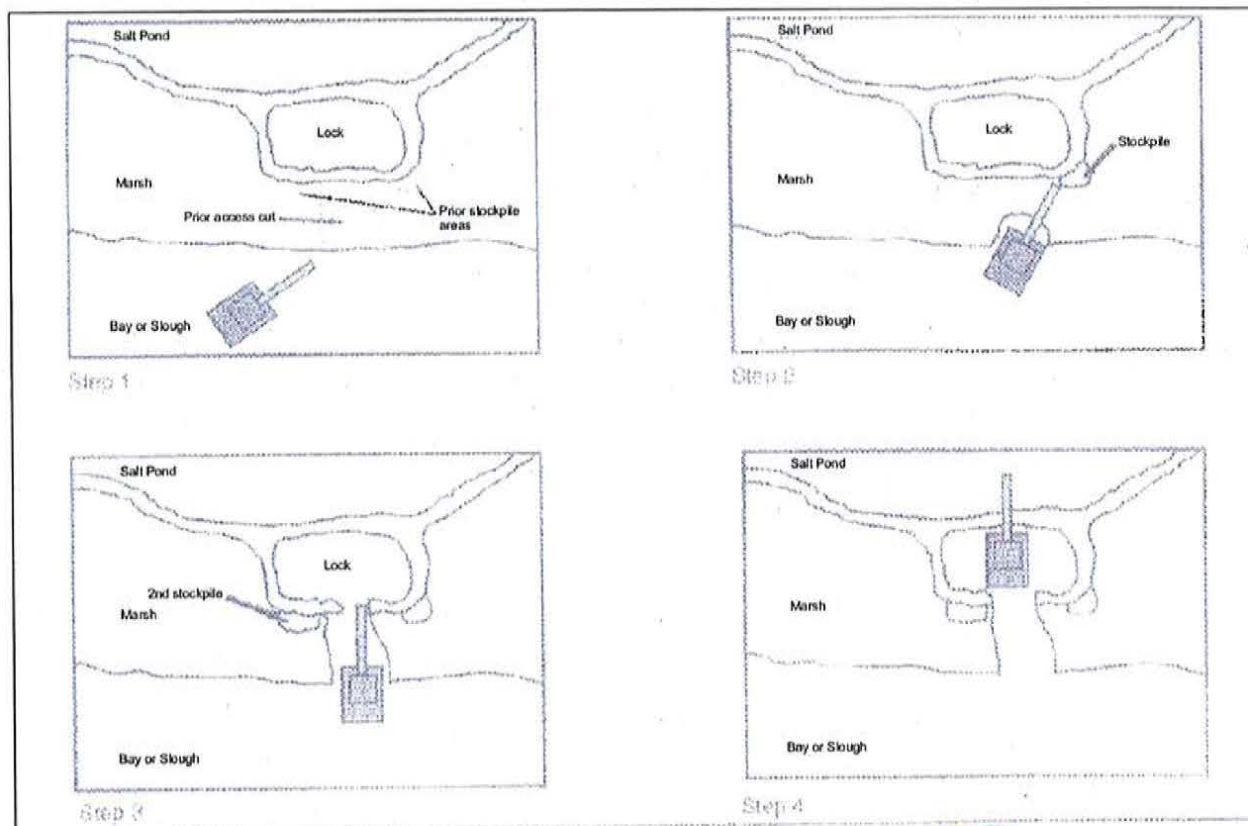 Salt Pond
Lock
Marsh
Prior access cut
Prior stockpile
areas
Bay or Slough
Step 1
Salt Pond
Lock
Stockpile
Marsh
Bay or Slough
Step 2
Salt Pond
Lock
2nd stockpile
Marsh
Bay or Slough
Step 3
Salt Pond
Marsh
Bay or Slough
Step 4